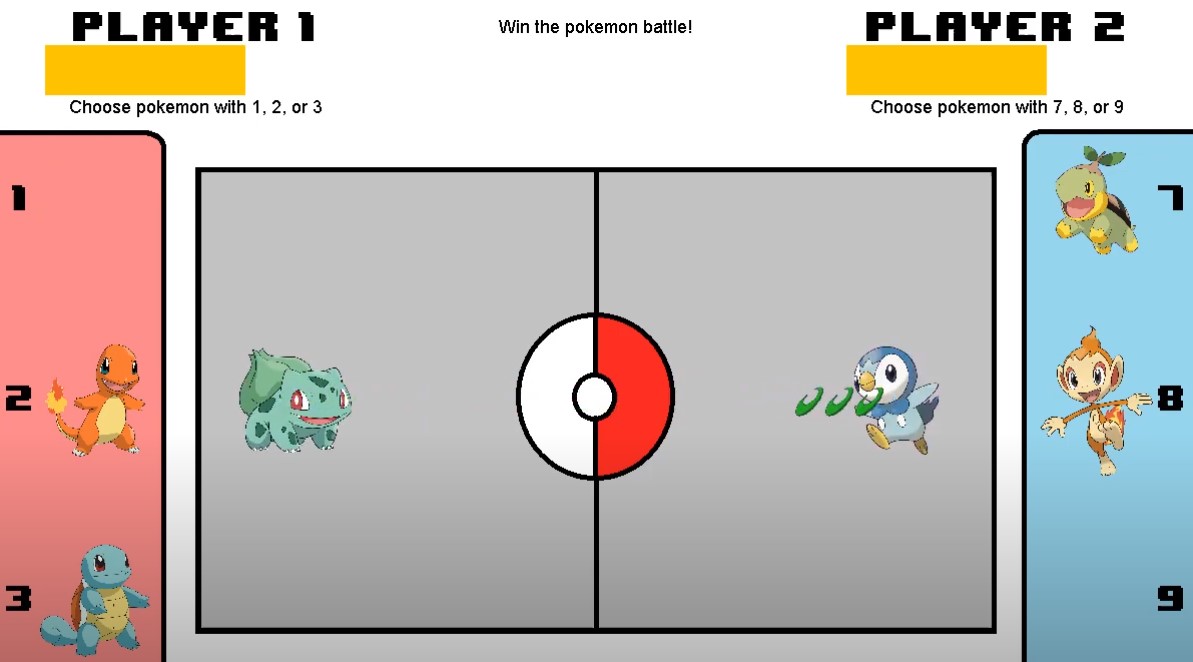 PLAYER 1
Win the pokemon battle!
PLAYER 2
Choose pokemon with 1, 2, or 3
Choose pokemon with 7, 8, or 9
1
7
2
8
3
9